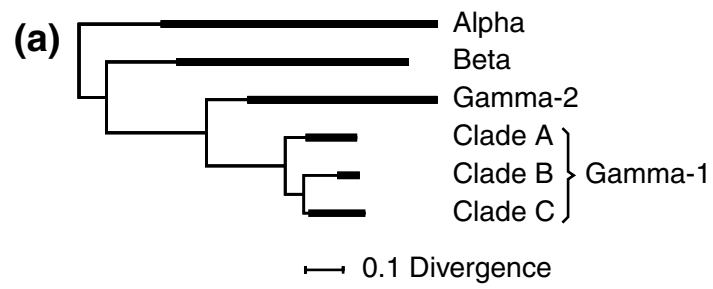 (a)
Alpha
Beta
Gamma-2
Clade A
Clade B
Gamma-1
Clade C
0.1 Divergence